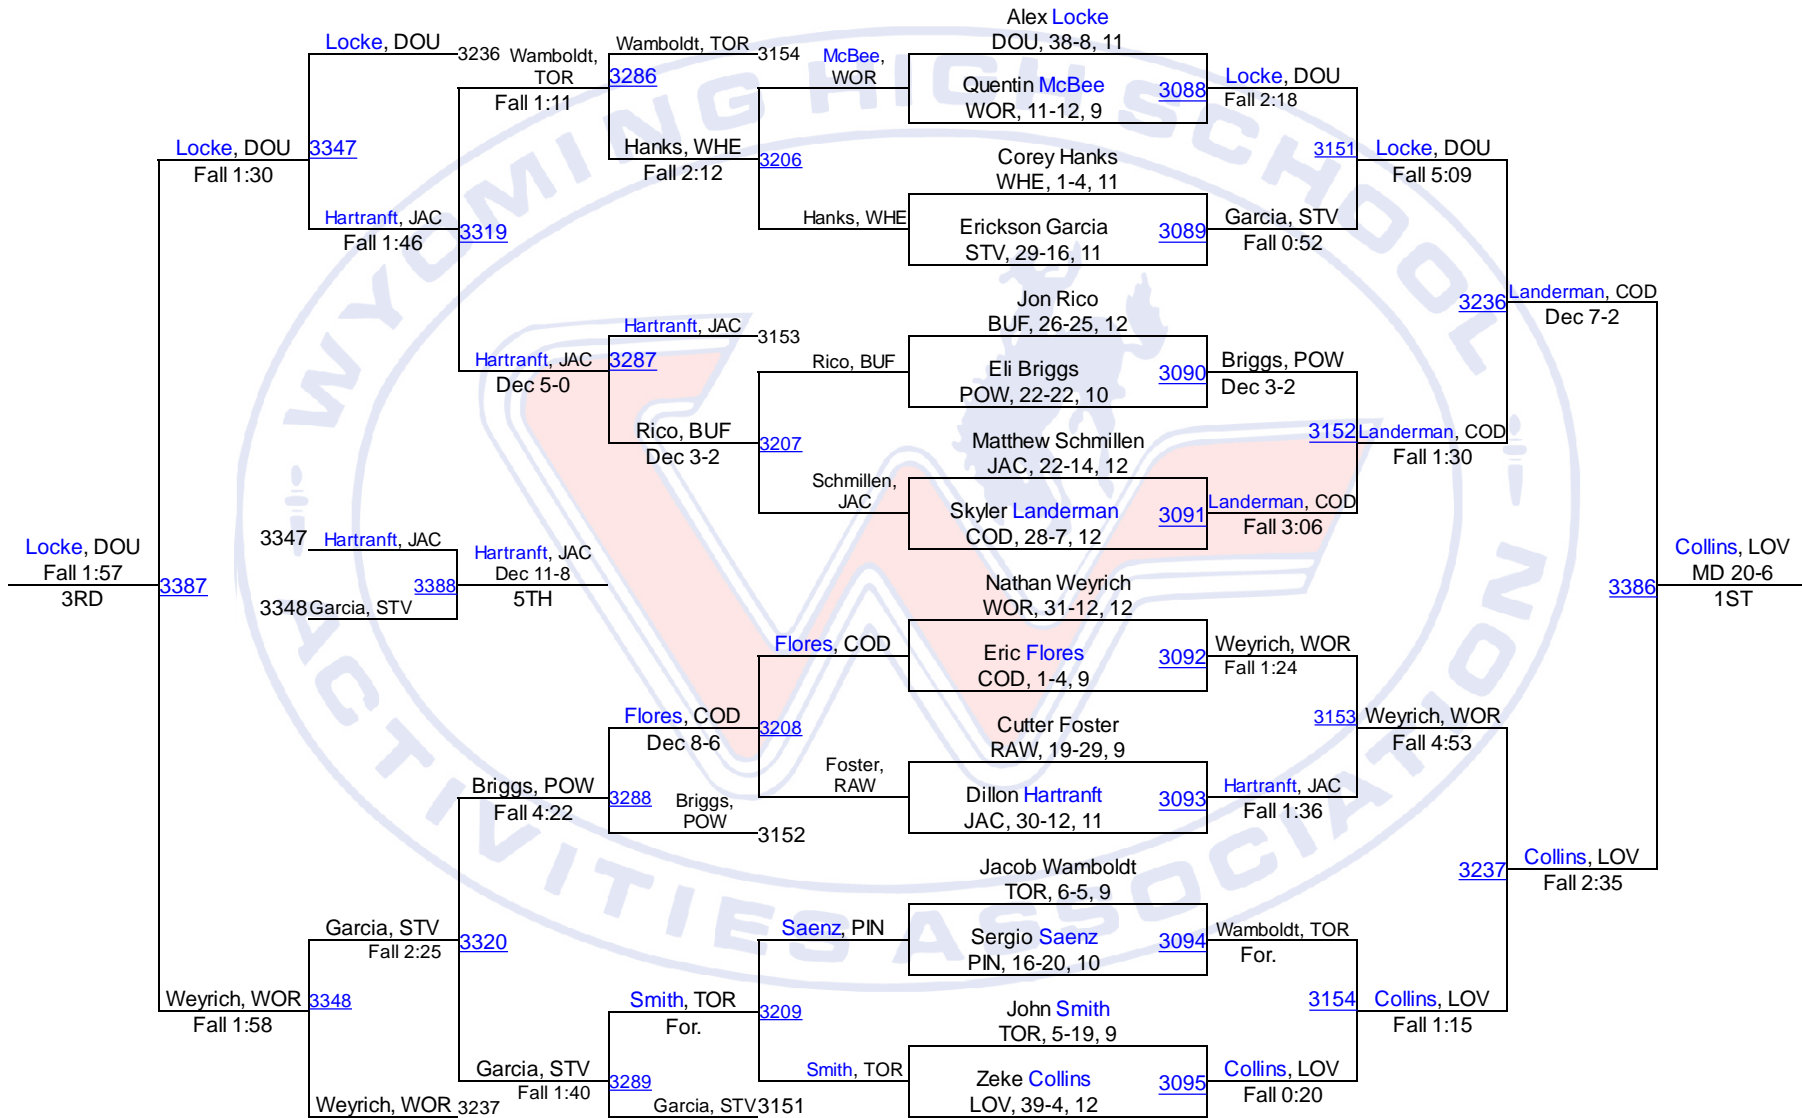 WYOMING HIGH SCHOOL
ACTIVITIES ASSOCIATION
Alex Locke
DOU, 38-8, 11
Quentin McBee
WOR, 11-12, 9
3088
Corey Hanks
WHE, 1-4, 11
Erickson Garcia
STV, 29-16, 11
3089
Jon Rico
BUF, 26-25, 12
Eli Briggs
POW, 22-22, 10
3090
Matthew Schmillen
JAC, 22-14, 12
Skyler Landerman
COD, 28-7, 12
3091
Nathan Weyrich
WOR, 31-12, 12
Eric Flores
COD, 1-4, 9
3092
Cutter Foster
RAW, 19-29, 9
Dillon Hartranft
JAC, 30-12, 11
3093
Jacob Wamboldt
TOR, 6-5, 9
Sergio Saenz
PIN, 16-20, 10
3094
John Smith
TOR, 5-19, 9
Zeke Collins
LOV, 39-4, 12
3095
Locke, DOU
Fall 2:18
3151
Garcia, STV
Fall 0:52
Briggs, POW
Dec 3-2
3152
Landerman, COD
Fall 3:06
Weyrich, WOR
Fall 1:24
3153
Hartranft, JAC
Fall 1:36
Wamboldt, TOR
For.
3154
Collins, LOV
Fall 0:20
Locke, DOU
Fall 5:09
3236
Landerman, COD
Fall 1:30
Weyrich, WOR
Fall 4:53
3237
Collins, LOV
Fall 1:15
Landerman, COD
Dec 7-2
3386
Collins, LOV
Fall 2:35
Collins, LOV
MD 20-6
1ST
McBee,
WOR
3206
Hanks, WHE
Rico, BUF
3207
Schmillen,
JAC
Flores, COD
3208
Foster,
RAW
Saenz, PIN
3209
Smith, TOR
Wamboldt, TOR
3154
3286
Hanks, WHE
Fall 2:12
Hartranft, JAC
3153
3287
Rico, BUF
Dec 3-2
Flores, COD
Dec 8-6
3288
Briggs,
POW
3152
Smith, TOR
For.
3289
Garcia, STV
3151
Wamboldt,
TOR
Fall 1:11
3319
Hartranft, JAC
Dec 5-0
Briggs, POW
Fall 4:22
3320
Garcia, STV
Fall 1:40
Locke, DOU
3236
3347
Hartranft, JAC
Fall 1:46
3347
Hartranft, JAC
3388
3348
Garcia, STV
Hartranft, JAC
Dec 11-8
5TH
Garcia, STV
Fall 2:25
3348
Weyrich, WOR
3237
Locke, DOU
Fall 1:30
3387
Weyrich, WOR
Fall 1:58
Locke, DOU
Fall 1:57
3RD